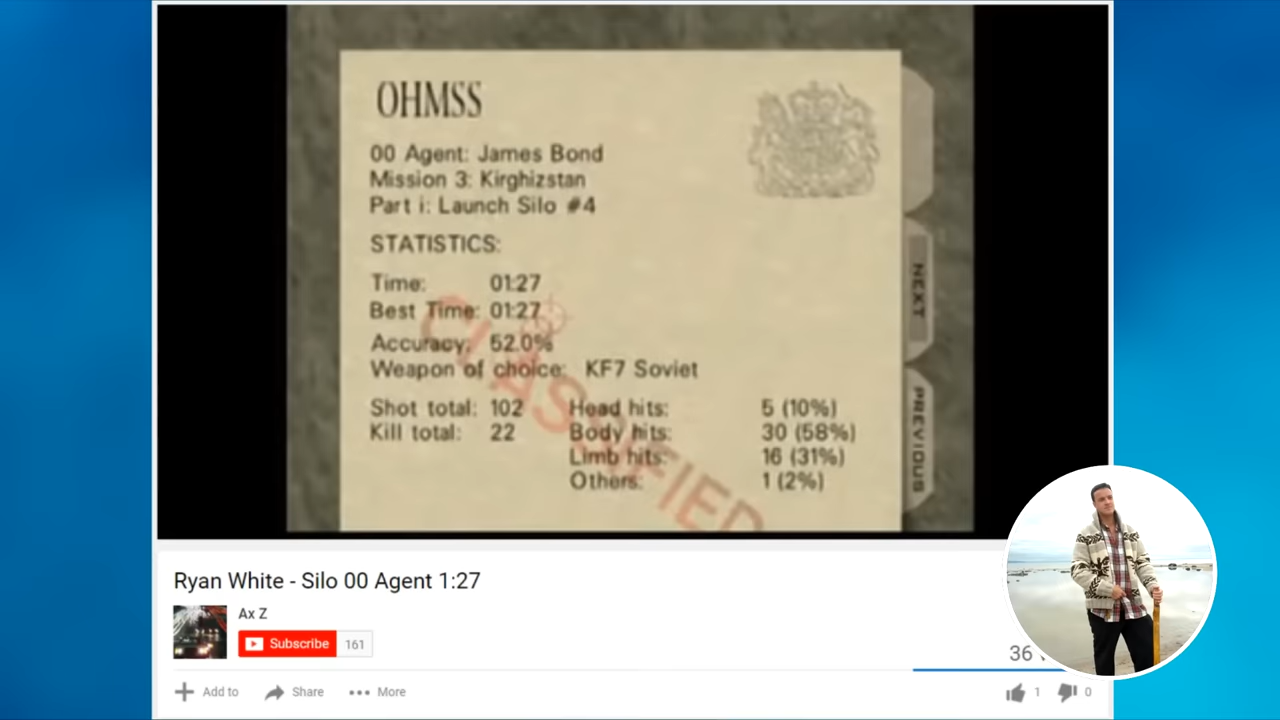 OHMSS
00 Agent: James Bond
Mission 3: Kirghizstan
Part i: Launch Silo #4
STATISTICS:
Time: 01:27
Best Time: 01:27
Accuracy: 52.0%
Weapon of choice: KF7 Soviet
Shot total: 102 Head hits: 5 (10%)
Kill total: 22 Body hits: 30 (58%)
Limb hits: 16 (31%)
Others: 1 (2%)
CLASSIFIED
NEXT
PREVIOUS
Ryan White - Silo 00 Agent 1:27
Ax Z
Subscribe 161
36
Add to Share More 1 0